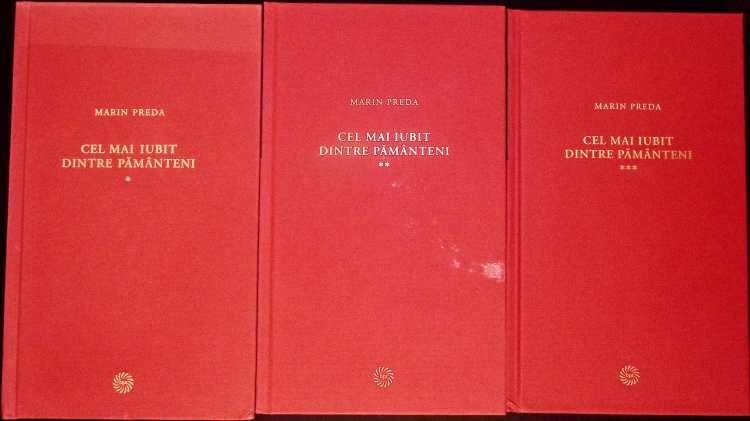 MARIN PREDA
CEL MAI IUBIT
DINTRE PĂMÂNTENI
*
MARIN PREDA
CEL MAI IUBIT
DINTRE PĂMÂNTENI
**
MARIN PREDA
CEL MAI IUBIT
DINTRE PĂMÂNTENI
***